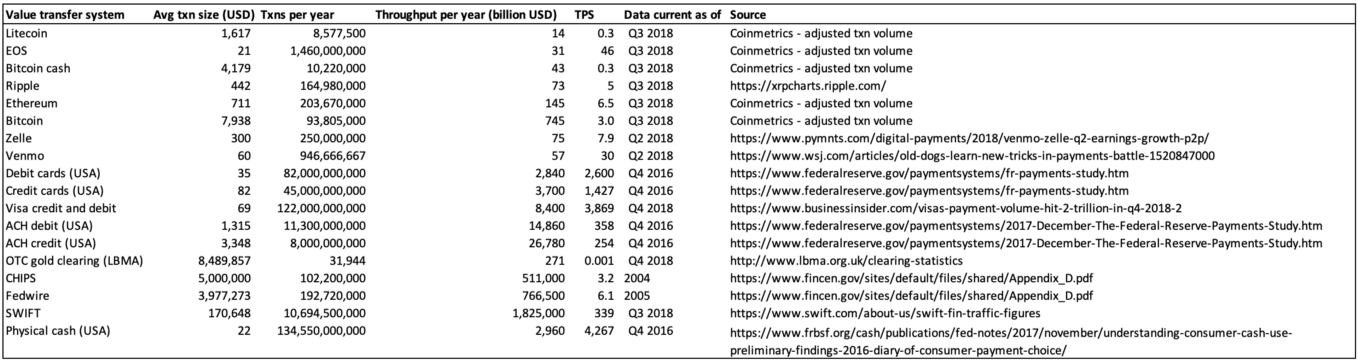 Value transfer system Avg txn size (USD) Txns per year Throughput per year (billion USD) TPS Data current as of Source
Litecoin 1,617 8,577,500 14 0.3 Q3 2018 Coinmetrics - adjusted txn volume
EOS 21 1,460,000,000 31 46 Q3 2018 Coinmetrics - adjusted txn volume
Bitcoin cash 4,179 10,220,000 43 0.3 Q3 2018 Coinmetrics - adjusted txn volume
Ripple 442 164,980,000 73 5 Q3 2018 https://xrpcharts.ripple.com/
Ethereum 711 203,670,000 145 6.5 Q3 2018 Coinmetrics - adjusted txn volume
Bitcoin 7,938 93,805,000 745 3.0 Q3 2018 Coinmetrics - adjusted txn volume
Zelle 300 250,000,000 75 7.9 Q2 2018 https://www.pymnts.com/digital-payments/2018/venmo-zelle-q2-earnings-growth-p2p/
Venmo 60 946,666,667 57 30 Q2 2018 https://www.wsj.com/articles/old-dogs-learn-new-tricks-in-payments-battle-1520847000
Debit cards (USA) 35 82,000,000,000 2,840 2,600 Q4 2016 https://www.federalreserve.gov/paymentsystems/fr-payments-study.htm
Credit cards (USA) 82 45,000,000,000 3,700 1,427 Q4 2016 https://www.federalreserve.gov/paymentsystems/fr-payments-study.htm
Visa credit and debit 69 122,000,000,000 8,400 3,869 Q4 2018 https://www.businessinsider.com/visas-payment-volume-hit-2-trillion-in-q4-2018-2
ACH debit (USA) 1,315 11,300,000,000 14,860 358 Q4 2016 https://www.federalreserve.gov/paymentsystems/2017-December-The-Federal-Reserve-Payments-Study.htm
ACH credit (USA) 3,348 8,000,000,000 26,780 254 Q4 2016 https://www.federalreserve.gov/paymentsystems/2017-December-The-Federal-Reserve-Payments-Study.htm
OTC gold clearing (LBMA) 8,489,857 31,944 271 0.001 Q4 2018 http://www.lbma.org.uk/clearing-statistics
CHIPS 5,000,000 102,200,000 511,000 3.2 2004 https://www.fincen.gov/sites/default/files/shared/Appendix_D.pdf
Fedwire 3,977,273 192,720,000 766,500 6.1 2005 https://www.fincen.gov/sites/default/files/shared/Appendix_D.pdf
SWIFT 170,648 10,694,500,000 1,825,000 339 Q3 2018 https://www.swift.com/about-us/swift-fin-traffic-figures
Physical cash (USA) 22 134,550,000,000 2,960 4,267 Q4 2016 https://www.frbsf.org/cash/publications/fed-notes/2017/november/understanding-consumer-cash-use-
preliminary-findings-2016-diary-of-consumer-payment-choice/